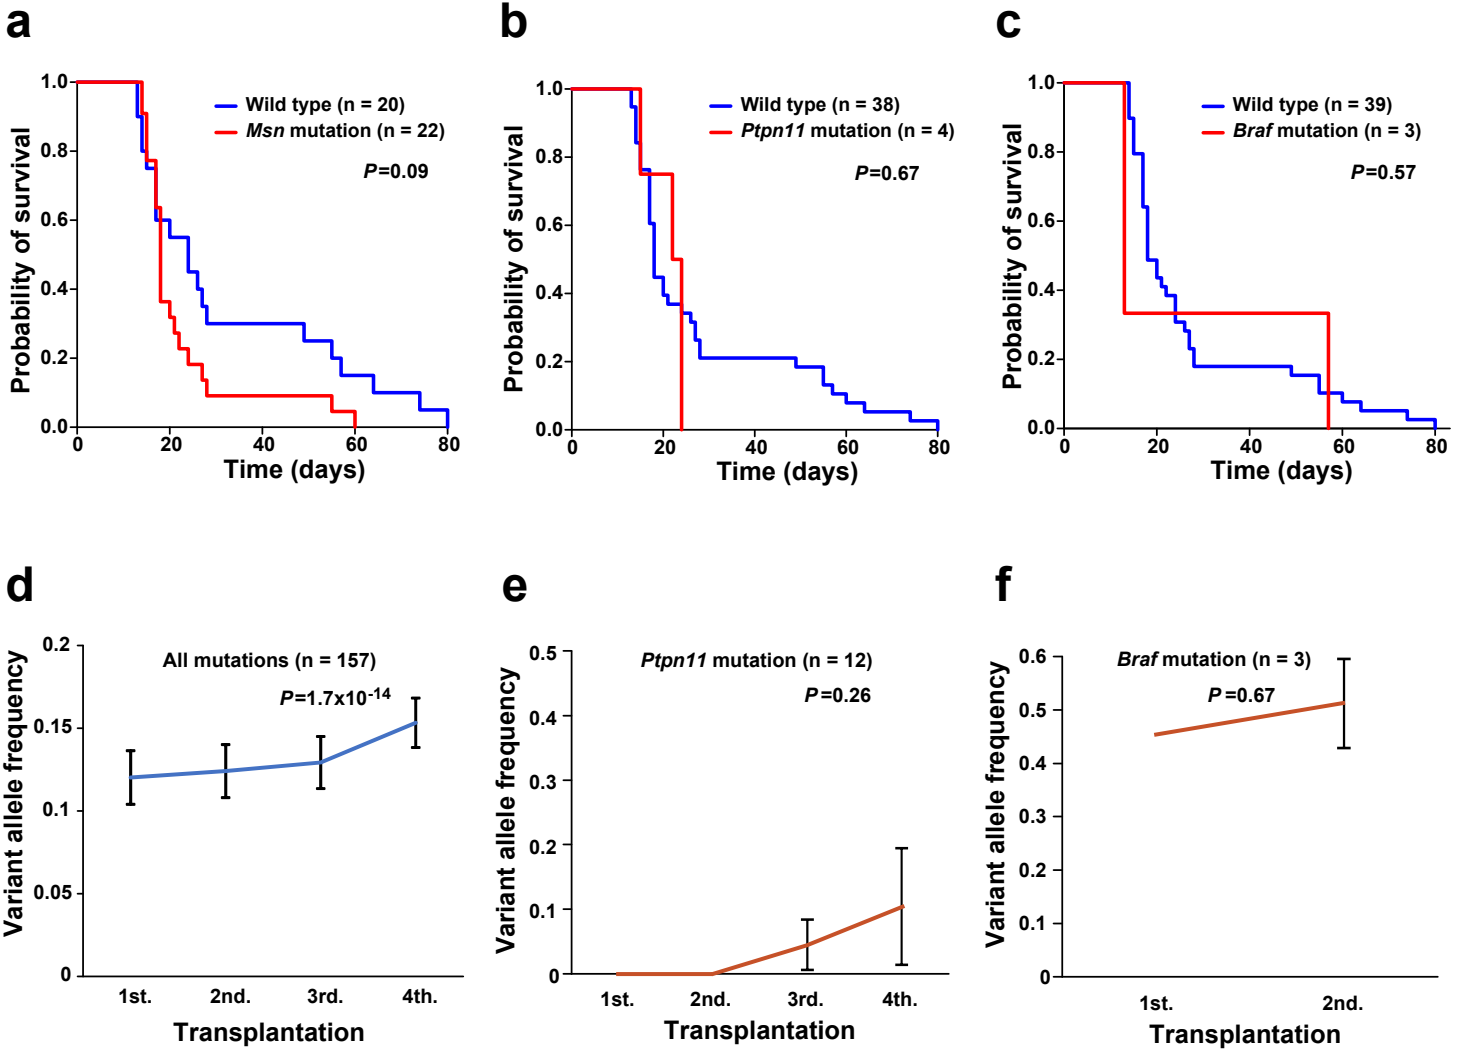 a
1.0
0.8
0.6
0.4
0.2
0.0
0 20 40 60 80
Probability of survival
Time (days)
Wild type (n = 20)
Msn mutation (n = 22)
P=0.09
b
1.0
0.8
0.6
0.4
0.2
0.0
0 20 40 60 80
Probability of survival
Time (days)
Wild type (n = 38)
Ptpn11 mutation (n = 4)
P=0.67
c
1.0
0.8
0.6
0.4
0.2
0.0
0 20 40 60 80
Probability of survival
Time (days)
Wild type (n = 39)
Braf mutation (n = 3)
P=0.57
d
0.2
0.15
0.1
0.05
0
Variant allele frequency
All mutations (n = 157)
P=1.7x10-14
1st. 2nd. 3rd. 4th.
Transplantation
e
0.5
0.4
0.3
0.2
0.1
0
Variant allele frequency
Ptpn11 mutation (n = 12)
P=0.26
1st. 2nd. 3rd. 4th.
Transplantation
f
0.6
0.5
0.4
0.3
0.2
0.1
0
Variant allele frequency
Braf mutation (n = 3)
P=0.67
1st. 2nd.
Transplantation